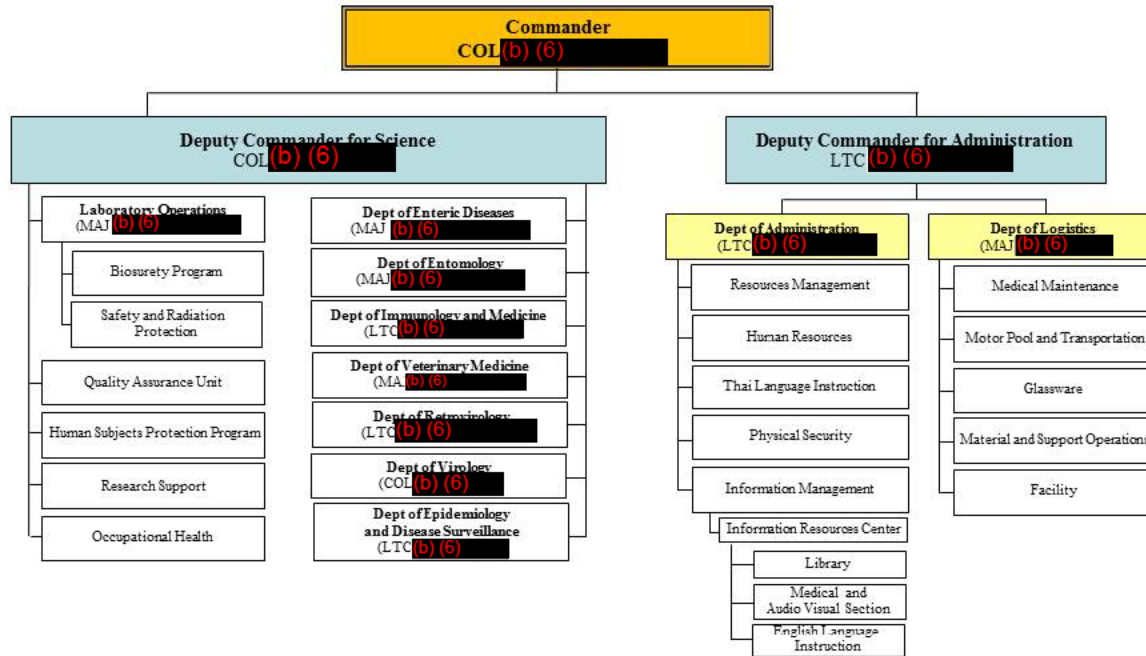 Commander
COL (b) (6)
Deputy Commander for Science
COL (b) (6)
Laboratory Operations
(MAJ (b) (6)
Biosurety Program
Safety and Radiation
Protection
Quality Assurance Unit
Human Subjects Protection Program
Research Support
Occupational Health
Dept of Enteric Diseases
(MAJ (b) (6)
Dept of Entomology
(MAJ (b) (6)
Dept of Immunology and Medicine
(LTC (b) (6)
Dept of Veterinary Medicine
(MAJ (b) (6)
Dept of Retrovirology
(LTC (b) (6)
Dept of Virology
(COL (b) (6)
Dept of Epidemiology
and Disease Surveillance
(LTC (b) (6)
Deputy Commander for Administration
LTC (b) (6)
Dept of Administration
(LTC (b) (6)
Resources Management
Human Resources
Thai Language Instruction
Physical Security
Information Management
Information Resources Center
Library
Medical and
Audio Visual Section
English Language
Instruction
Dept of Logistics
(MAJ (b) (6)
Medical Maintenance
Motor Pool and Transportation
Glassware
Material and Support Operations
Facility